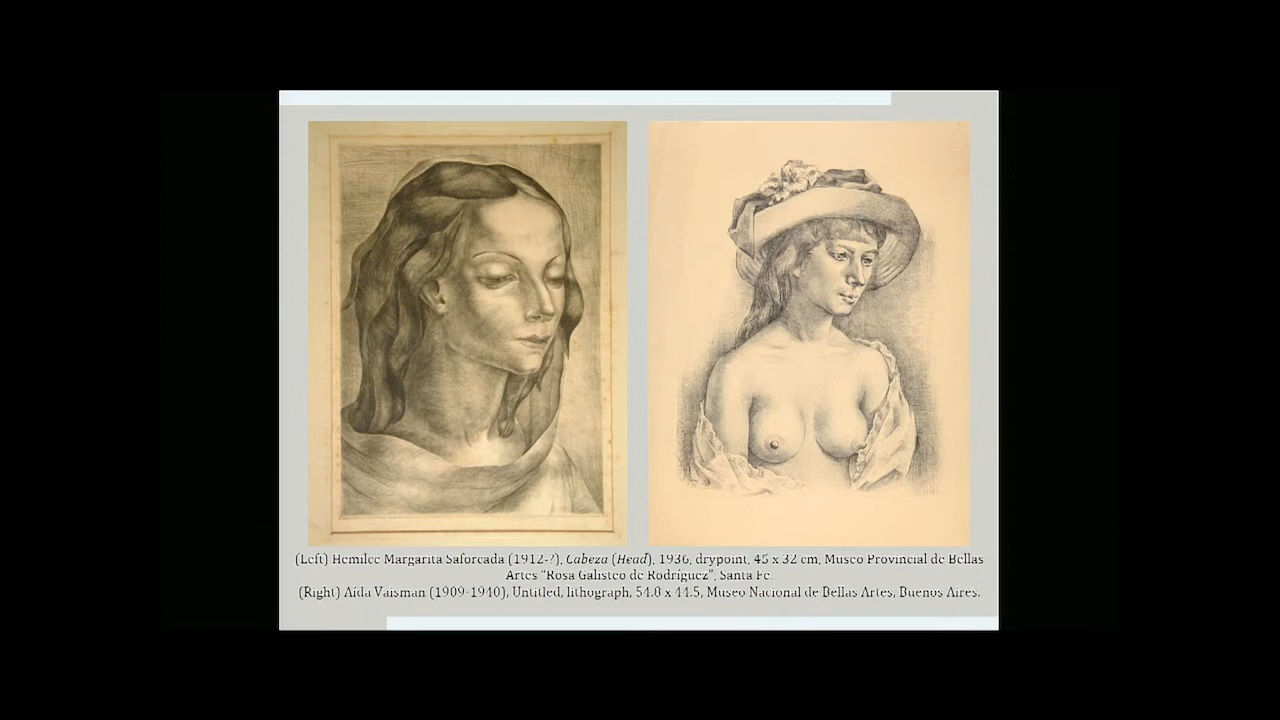 (Left) Hemilce Margarita Saforcada (1912-?), Cabeza (Head), 1936, drypoint, 45 x 32 cm, Museo Provincial de Bellas
Artes “Rosa Galisteo de Rodríguez”, Santa Fe.
(Right) Aída Vaisman (1909-1940), Untitled, lithograph, 54.8 x 44.5, Museo Nacional de Bellas Artes, Buenos Aires.